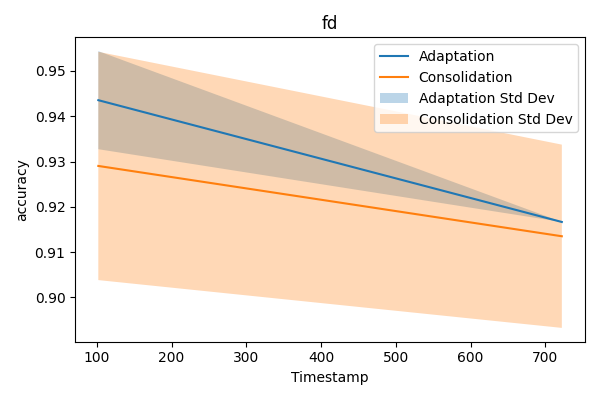 fd
Adaptation
Consolidation
Adaptation Std Dev
Consolidation Std Dev
accuracy
0.95
0.94
0.93
0.92
0.91
0.90
100 200 300 400 500 600 700
Timestamp